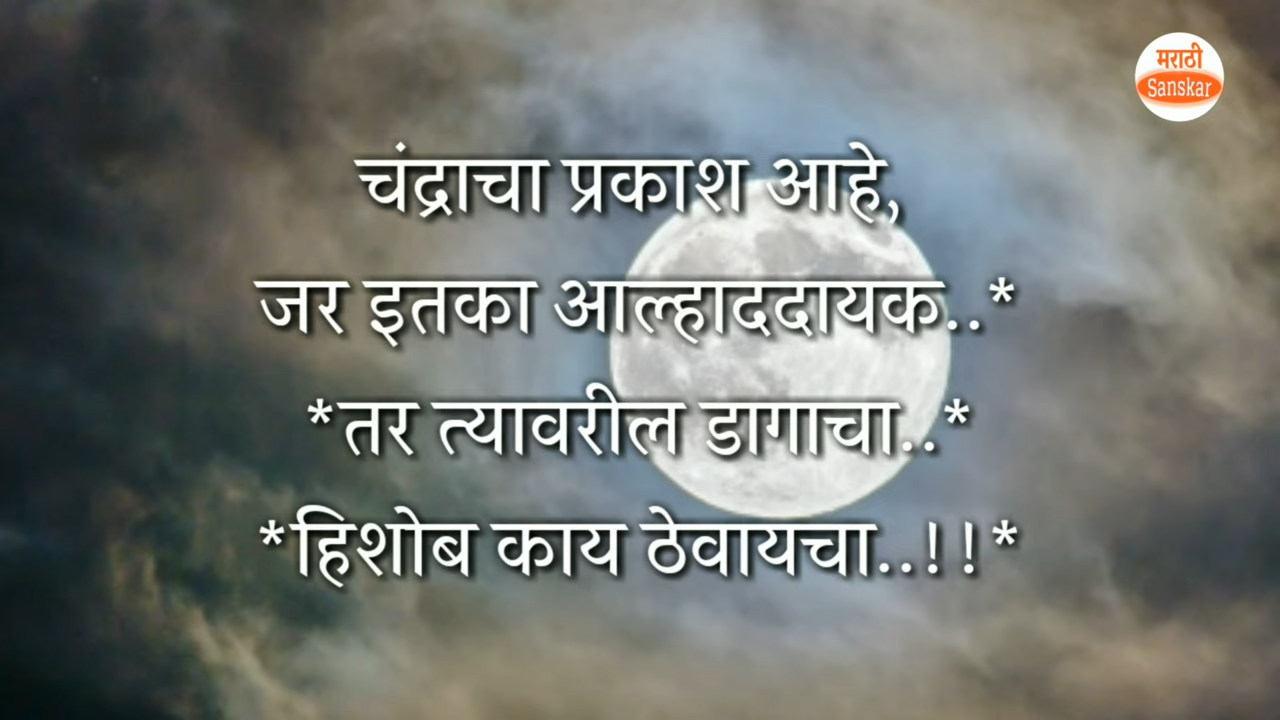 मराठी
Sanskar
चंद्राचा प्रकाश आहे,
जर इतका आल्हाददायक..*
*तर त्यावरील डागाचा..*
*हिशोब काय ठेवायचा..!!*